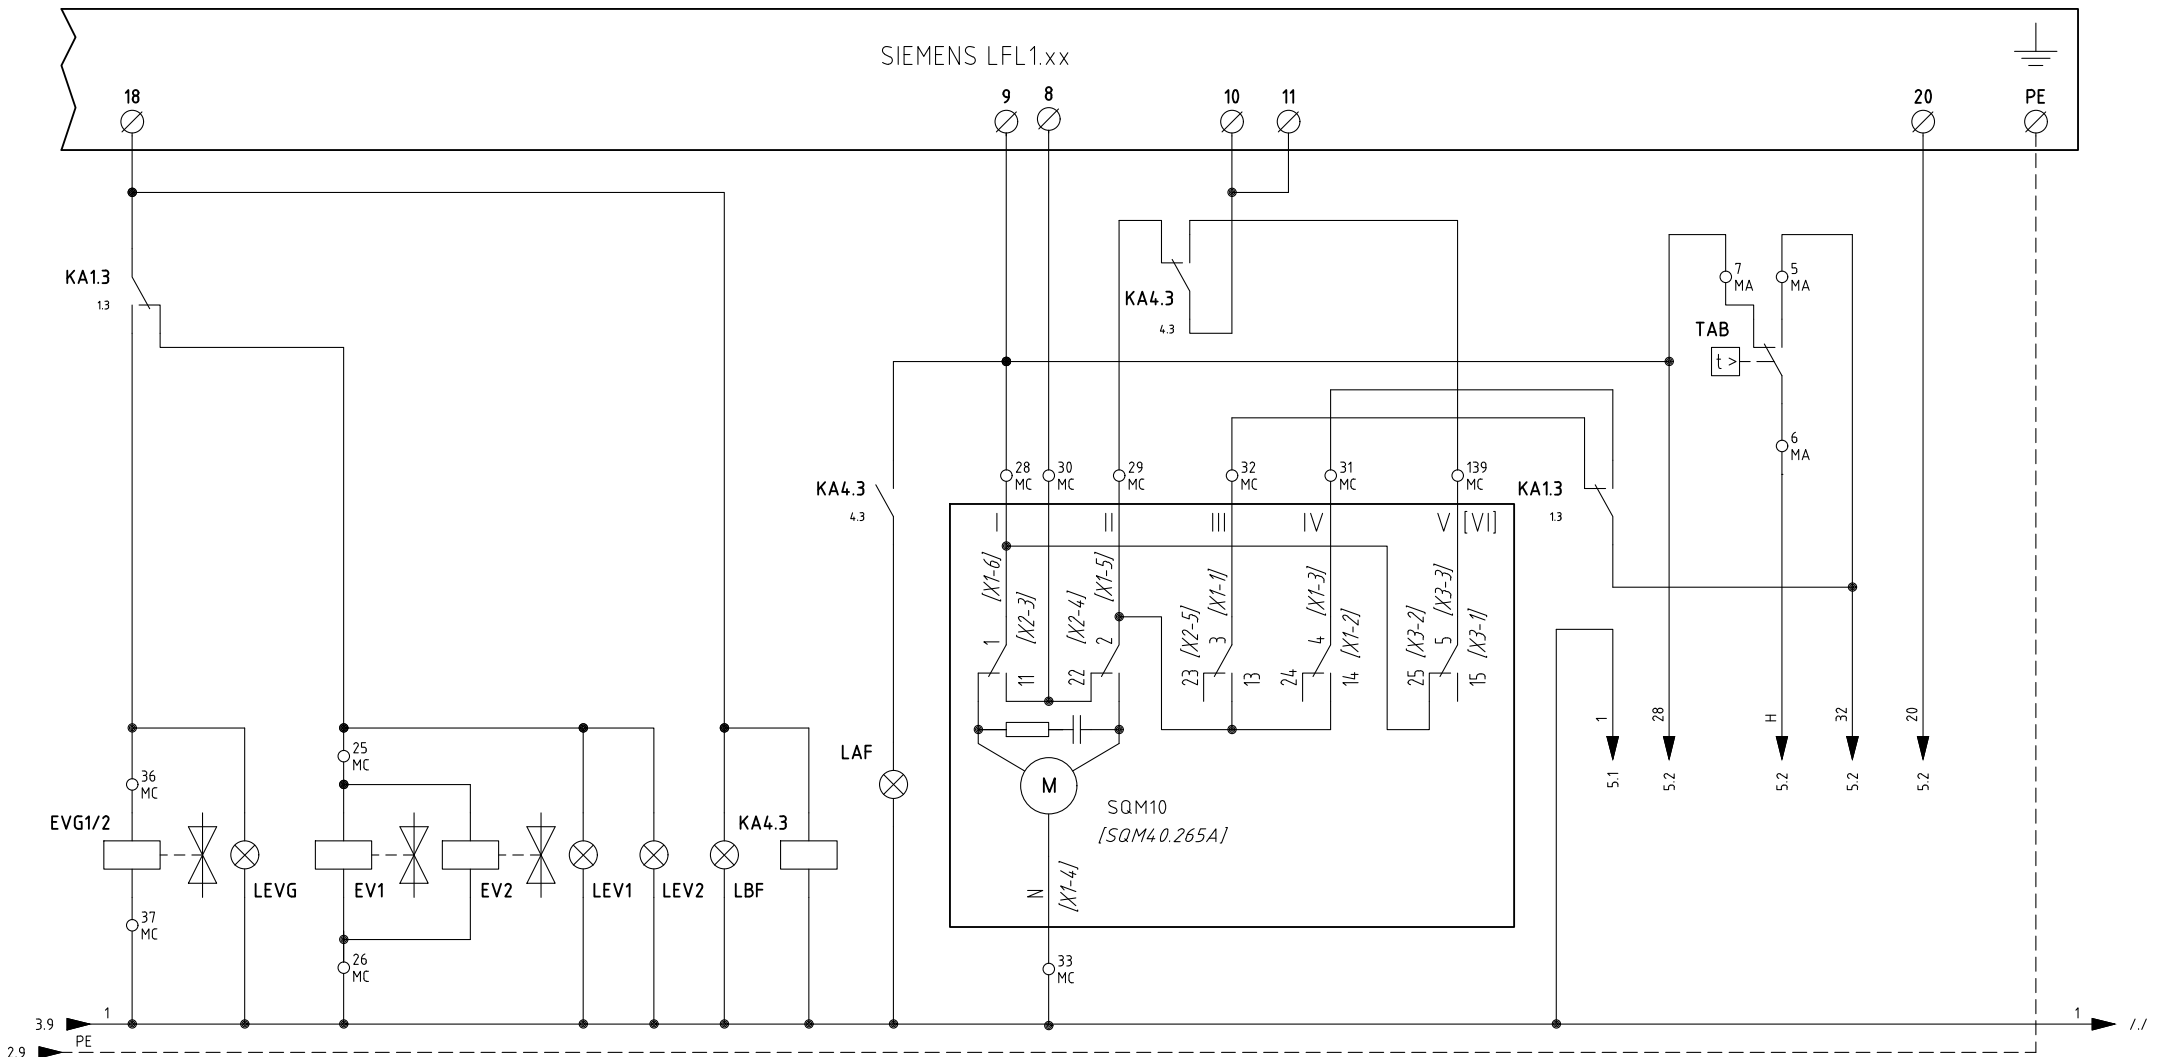 SIEMENS LFL1.xx
18
9
8
10
11
20
PE
KA1.3
1.3
KA4.3
4.3
7
MA
5
MA
TAB
t >
6
MA
KA4.3
4.3
28
MC
30
MC
29
MC
32
MC
31
MC
139
MC
KA1.3
1.3
I
II
III
IV
V
[VI]
[X1-6]
[X2-3]
[X2-4]
[X1-5]
[X2-5]
[X1-1]
[X1-3]
[X1-2]
[X3-2]
[X3-3]
[X3-1]
1
11
22
2
23
3
13
24
4
14
25
5
15
1
28
H
32
20
5.1
5.2
5.2
5.2
5.2
36
MC
25
MC
LAF
M
SQM10
[SQM40.265A]
EVG1/2
KA4.3
LEVG
EV1
EV2
LEV1
LEV2
LBF
N
[X1-4]
37
MC
26
MC
33
MC
3.9
1
1
/./
2.9
PE